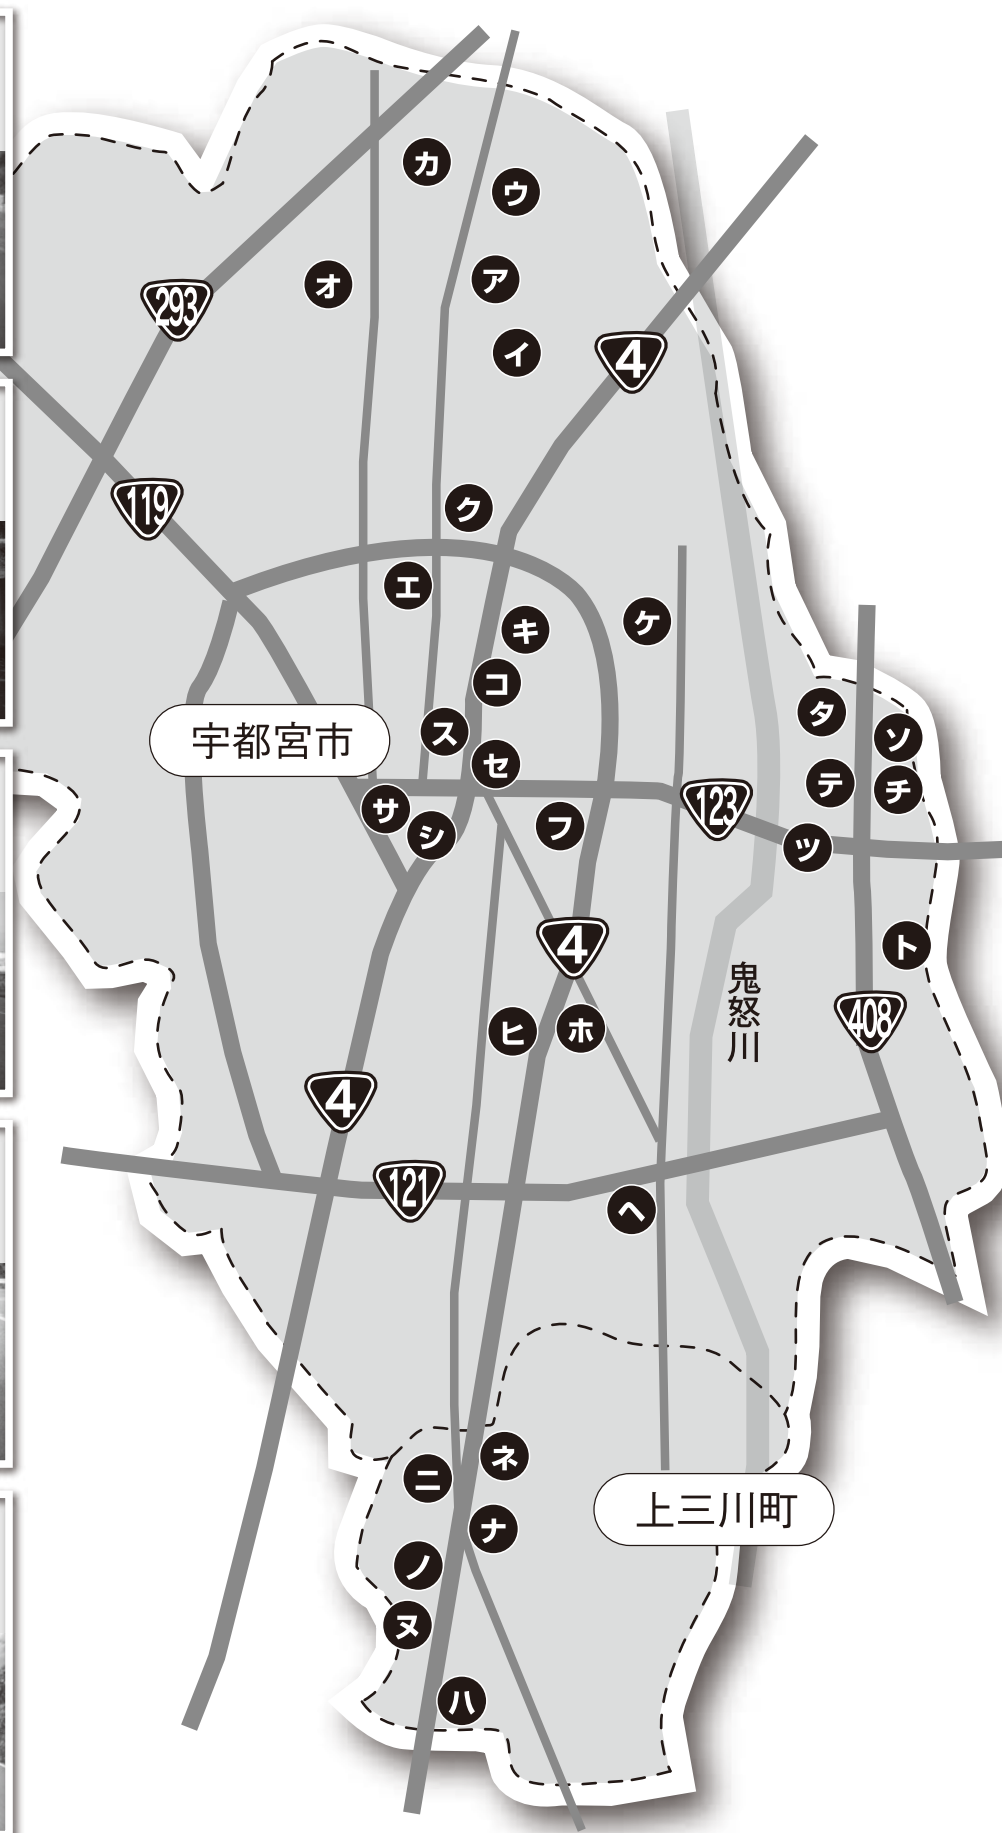 カ
ウ
オ
ア
293
イ
4
119
ク
エ
キ
ケ
コ
タ
ス
ソ
宇都宮市
セ
テ
チ
サ
123
シ
フ
ツ
4
ト
鬼怒川
408
ヒ
ホ
4
121
ヘ
ネ
ニ
上三川町
ナ
ノ
ヌ
ハ